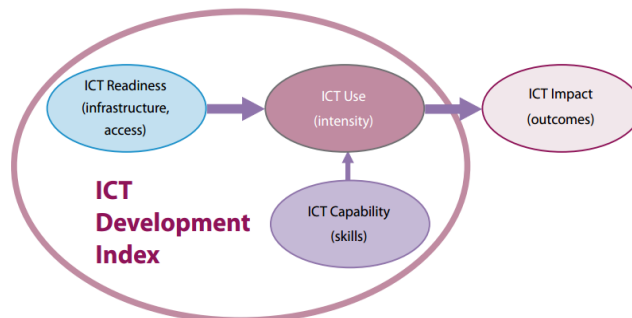 ICT Readiness
(infrastructure,
access)
ICT Use
(intensity)
ICT Impact
(outcomes)
ICT
Development
Index
ICT Capability
(skills)